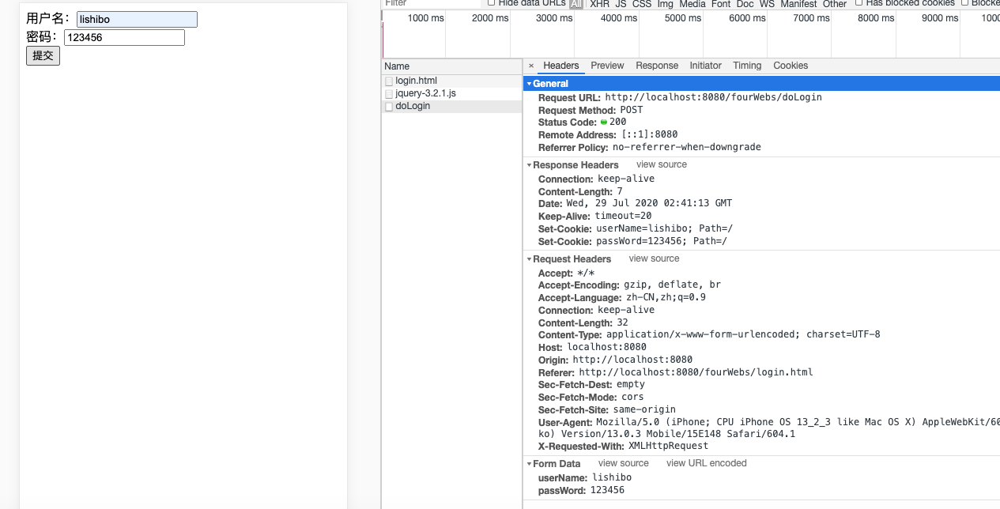 用户名： lishibo
密码： 123456
提交
Filter Hide data URLs All XHR JS CSS Img Media Font Doc WS Manifest Other Has blocked cookies
1000 ms 2000 ms 3000 ms 4000 ms 5000 ms 6000 ms 7000 ms 8000 ms 9000 ms
Name
login.html
jquery-3.2.1.js
doLogin
× Headers Preview Response Initiator Timing Cookies
General
Request URL: http://localhost:8080/fourWebs/doLogin
Request Method: POST
Status Code: 200
Remote Address: [::1]:8080
Referrer Policy: no-referrer-when-downgrade
Response Headers view source
Connection: keep-alive
Content-Length: 7
Date: Wed, 29 Jul 2020 02:41:13 GMT
Keep-Alive: timeout=20
Set-Cookie: userName=lishibo; Path=/
Set-Cookie: passWord=123456; Path=/
Request Headers view source
Accept: */*
Accept-Encoding: gzip, deflate, br
Accept-Language: zh-CN,zh;q=0.9
Connection: keep-alive
Content-Length: 32
Content-Type: application/x-www-form-urlencoded; charset=UTF-8
Host: localhost:8080
Origin: http://localhost:8080
Referer: http://localhost:8080/fourWebs/login.html
Sec-Fetch-Dest: empty
Sec-Fetch-Mode: cors
Sec-Fetch-Site: same-origin
User-Agent: Mozilla/5.0 (iPhone; CPU iPhone OS 13_2_3 like Mac OS X) AppleWebKit/60
ko) Version/13.0.3 Mobile/15E148 Safari/604.1
X-Requested-With: XMLHttpRequest
Form Data view source view URL encoded
userName: lishibo
passWord: 123456